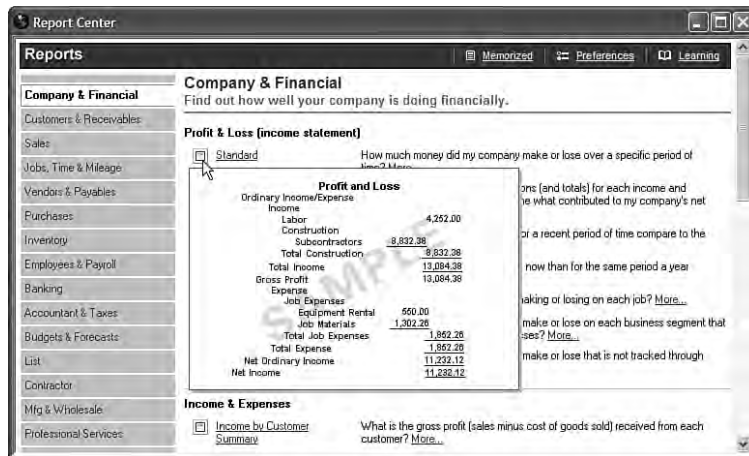 Report Center
Reports
Memorized
Preferences
Learning
Company & Financial
Customers & Receivables
Sales
Jobs, Time & Mileage
Vendors & Payables
Purchases
Inventory
Employees & Payroll
Banking
Accountant & Taxes
Budgets & Forecasts
List
Contractor
Mfg & Wholesale
Professional Services
Company & Financial
Find out how well your company is doing financially.
Profit & Loss (income statement)
Standard How much money did my company make or lose over a specific period of
time? More...
ons (and totals) for each income and
e what contributed to my company's net
or a recent period of time compare to the
now than for the same period a year
aking or losing on each job? More...
make or lose on each business segment that
ses? More...
make or lose that is not tracked through
SAMPLE
Profit and Loss
Ordinary Income/Expense
Income
Labor 4,252.00
Construction
Subcontractors 8,832.38
Total Construction 8,832.38
Total Income 13,084.38
Gross Profit 13,084.38
Expense
Job Expenses
Equipment Rental 550.00
Job Materials 1,302.26
Total Job Expenses 1,852.26
Total Expense 1,852.26
Net Ordinary Income 11,232.12
Net Income 11,232.12
Income & Expenses
Income by Customer What is the gross profit (sales minus cost of goods sold) received from each
Summary customer? More...